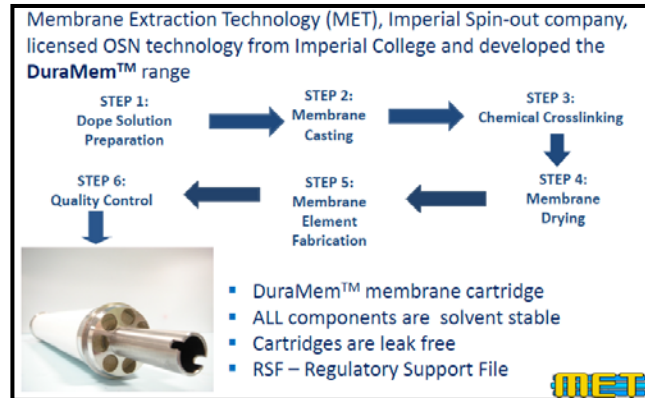 Membrane Extraction Technology (MET), Imperial Spin-out company,
licensed OSN technology from Imperial College and developed the
DuraMem™ range
STEP 1:
Dope Solution
Preparation
STEP 2:
Membrane
Casting
STEP 3:
Chemical Crosslinking
STEP 4:
Membrane
Drying
STEP 5:
Membrane
Element
Fabrication
STEP 6:
Quality Control
▪ DuraMem™ membrane cartridge
▪ ALL components are solvent stable
▪ Cartridges are leak free
▪ RSF – Regulatory Support File
MET